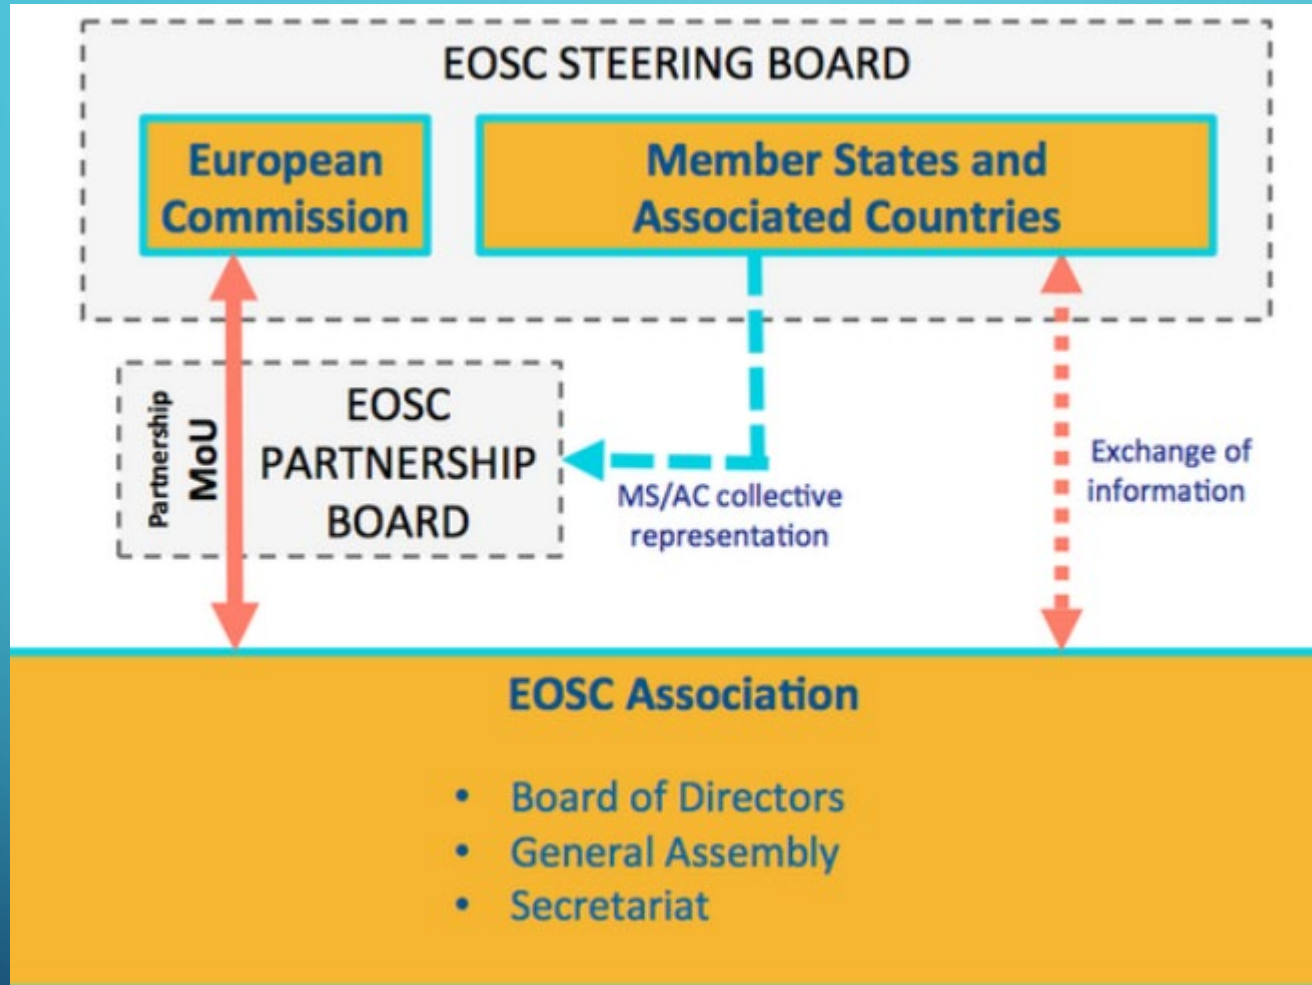 EOSC STEERING BOARD
European
Commission
Member States and
Associated Countries
Partnership
MoU
EOSC
PARTNERSHIP
BOARD
MS/AC collective
representation
Exchange of
information
EOSC Association
• Board of Directors
• General Assembly
• Secretariat